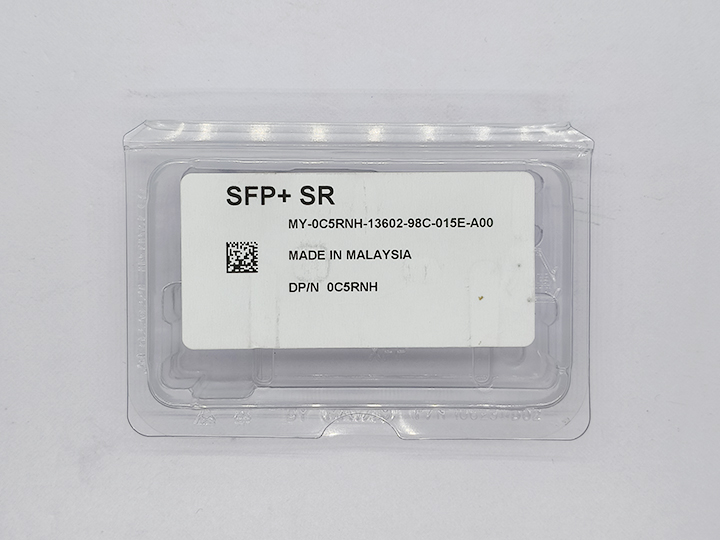 SFP+ SR
MY-0C5RNH-13602-98C-015E-A00
MADE IN MALAYSIA
DP/N 0C5RNH